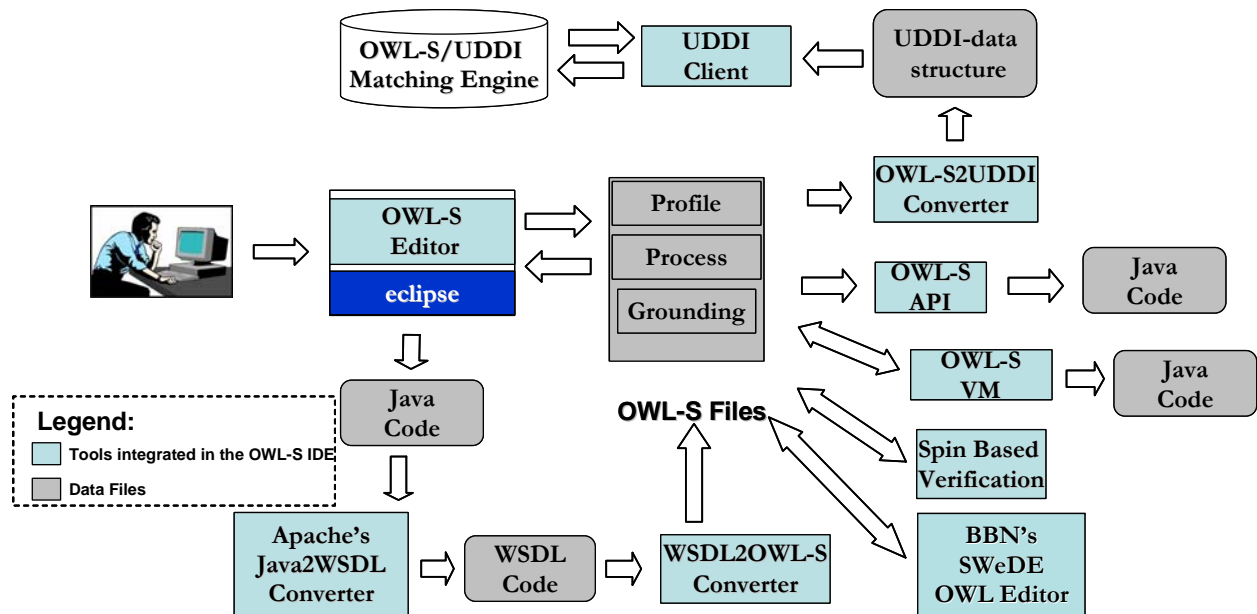 OWL-S/UDDI
Matching Engine
UDDI
Client
UDDI-data
structure
OWL-S
Editor
eclipse
Profile
Process
Grounding
OWL-S Files
OWL-S2UDDI
Converter
OWL-S
API
Java
Code
OWL-S
VM
Java
Code
Java
Code
Legend:
Tools integrated in the OWL-S IDE
Data Files
Spin Based
Verification
Apache's
Java2WSDL
Converter
WSDL
Code
WSDL2OWL-S
Converter
BBN's
SWeDE
OWL Editor